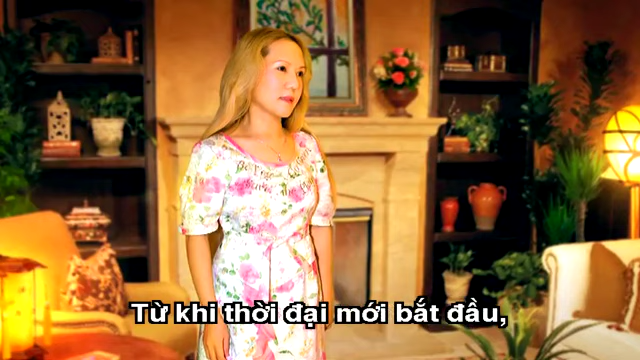 Từ khi thời đại mới bắt đầu,